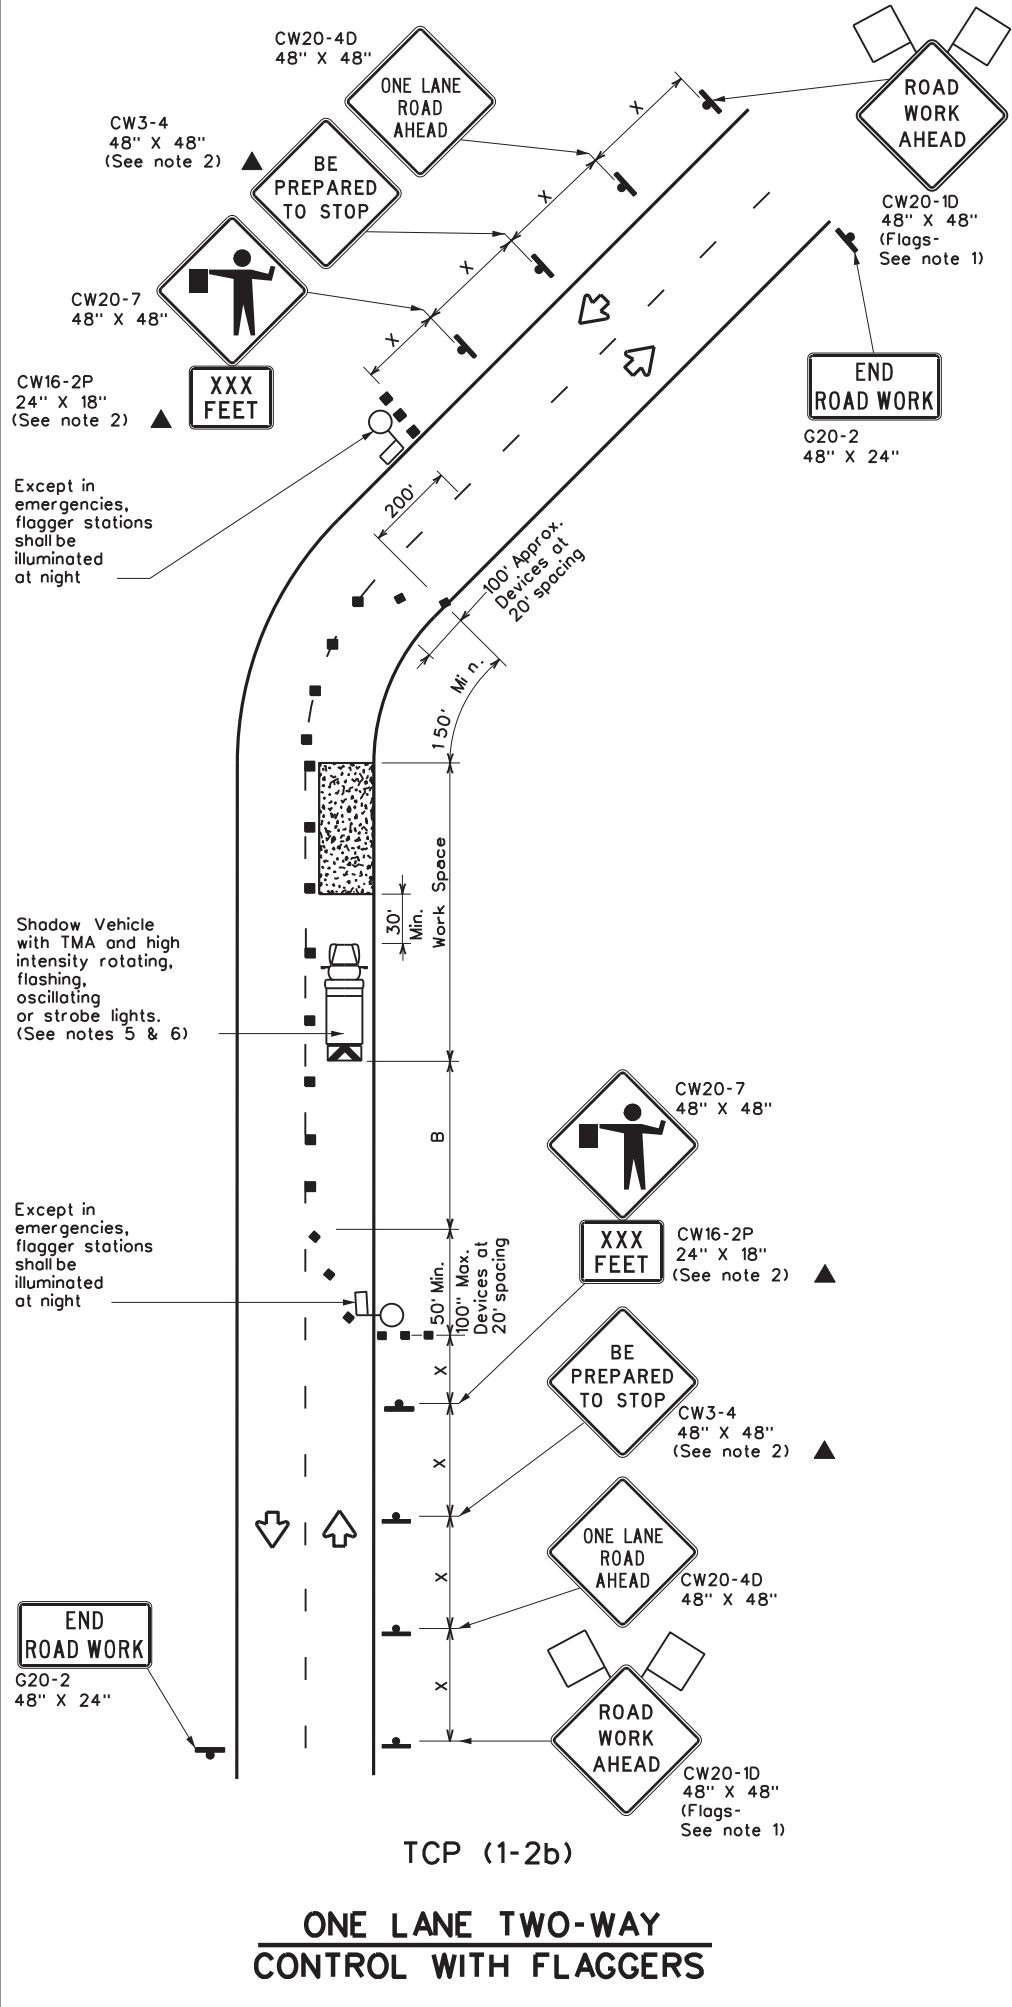 CW20-4D
48" X 48"
ONE LANE
ROAD
AHEAD
ROAD
WORK
AHEAD
CW20-1D
48" X 48"
(Flags-
See note 1)
CW3-4
48" X 48"
(See note 2)
BE
PREPARED
TO STOP
X
X
X
X
CW20-7
48" X 48"
CW16-2P
24" X 18"
(See note 2)
XXX
FEET
END
ROAD WORK
G20-2
48" X 24"
Except in
emergencies,
flagger stations
shall be
illuminated
at night
200'
100' Approx.
Devices at
20' spacing
150' Min.
Work Space
30'
Min.
Shadow Vehicle
with TMA and high
intensity rotating,
flashing,
oscillating
or strobe lights.
(See notes 5 & 6)
B
CW20-7
48" X 48"
XXX
FEET
CW16-2P
24" X 18"
(See note 2)
Except in
emergencies,
flagger stations
shall be
illuminated
at night
50' Min.
100" Max.
Devices at
20' spacing
X
BE
PREPARED
TO STOP
CW3-4
48" X 48"
(See note 2)
X
ONE LANE
ROAD
AHEAD
CW20-4D
48" X 48"
X
END
ROAD WORK
G20-2
48" X 24"
X
ROAD
WORK
AHEAD
CW20-1D
48" X 48"
(Flags-
See note 1)
TCP (1-2b)
ONE LANE TWO-WAY
CONTROL WITH FLAGGERS